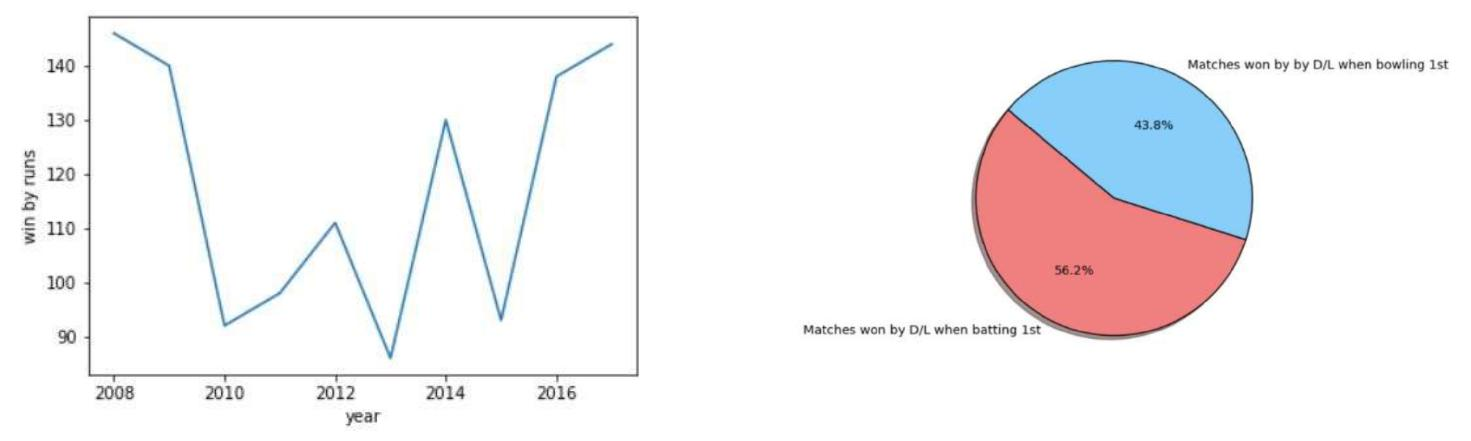 140
130
120
110
100
90
win by runs
2008 2010 2012 2014 2016
year
Matches won by by D/L when bowling 1st
43.8%
56.2%
Matches won by D/L when batting 1st